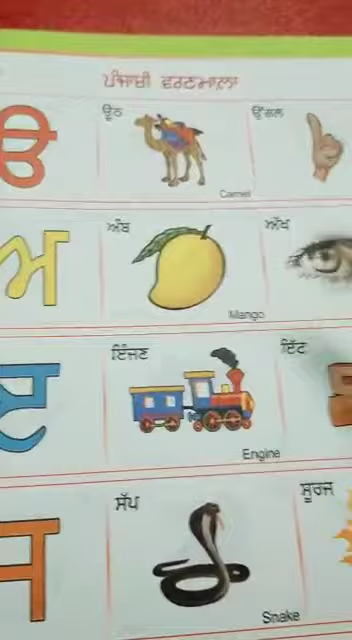 ਪੰਜਾਬੀ ਵਰਣਮਾਲਾ
ੳ ਊਠ Camel ਉਂਗਲ
ਅ ਅੰਬ Mango ਅੱਖ
ੲ ਇੰਜਣ Engine ਇੱਟ
ਸ ਸੱਪ Snake ਸੂਰਜ